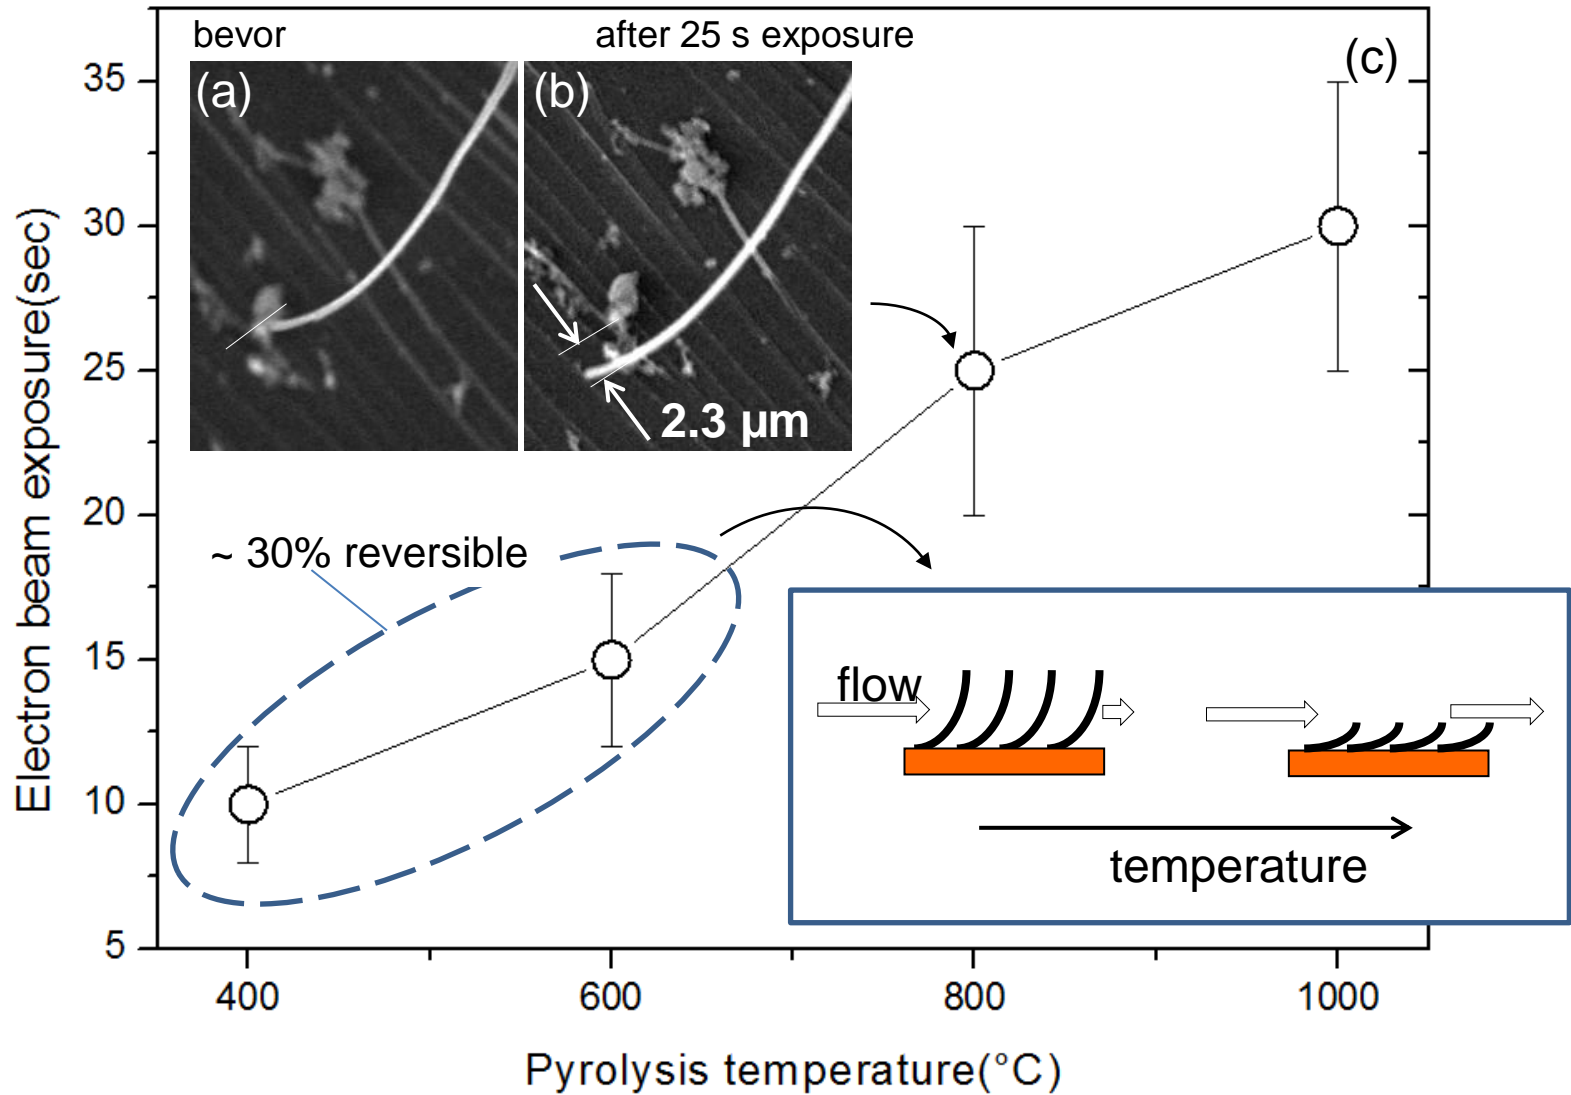 bevor
after 25 s exposure
(a)
(b)
(c)
2.3 µm
~ 30% reversible
flow
temperature
35
30
25
20
15
10
5
Electron beam exposure(sec)
400
600
800
1000
Pyrolysis temperature(°C)